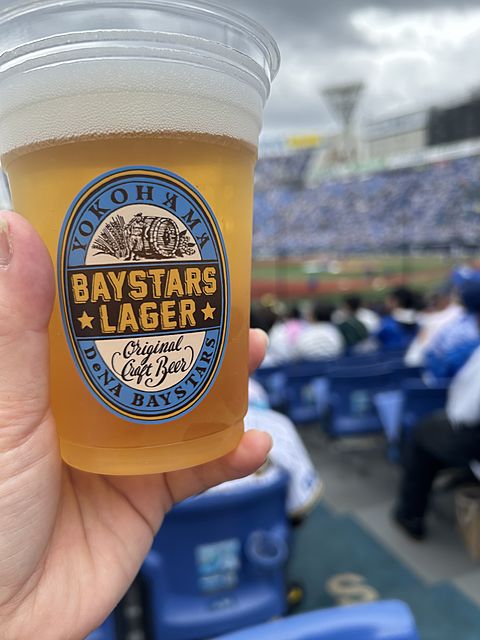 YOKOHAMA
BAYSTARS
LAGER
Original
Craft Beer
DeNA BAYSTARS
S